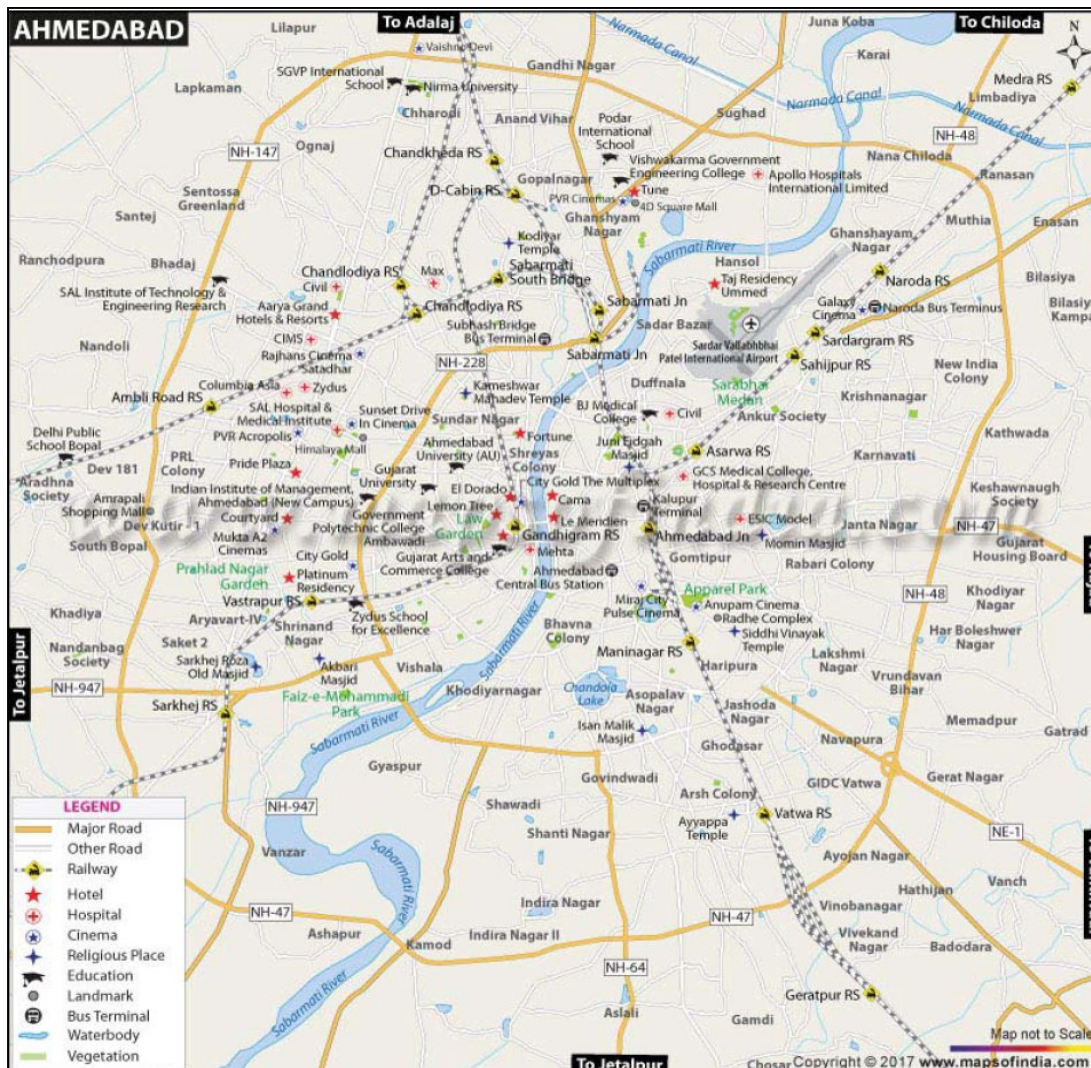 AHMEDABAD
To Adalaj
To Chiloda
N
Lilapur
Vaishno Devi
Juna Koba
Narmada Canal
Karai
SGVP International
School
Nirma University
Gandhi Nagar
Narmada Canal
Medra RS
Limbadiya
Lapkaman
Chharodi
Anand Vihar
Sughad
Podar
International
School
NH-48
Narmada Canal
NH-147
Ognaj
Chandkheda RS
Vishwakarma Government
Engineering College
Apollo Hospitals
International Limited
Nana Chiloda
Ranasan
Gopalnagar
D-Cabin RS
Tune
PVR Cinemas
4D Square Mall
Sentossa
Greenland
Santej
Ghanshyam
Nagar
Muthia
Enasan
Kodiyar
Temple
Sabarmati River
Ghanshayam
Nagar
Ranchodpura
Bhadaj
Hansol
Chandlodiya RS
Max
Sabarmati
South Bridge
Taj Residency
Ummed
Naroda RS
Bilasiya
SAL Institute of Technology &
Engineering Research
Civil
Aarya Grand
Hotels & Resorts
Chandlodiya RS
Sabarmati Jn
Galaxy
Cinema
Naroda Bus Terminus
Bilasiya
Kampa
Subhash Bridge
Bus Terminal
Sadar Bazar
Sardar Vallabhbhai
Patel International Airport
Sardargram RS
Nandoli
CIMS
Rajhans Cinema
Satadhar
NH-228
Sabarmati Jn
Sahijpur RS
New India
Colony
Columbia Asia
Zydus
Kameshwar
Mahadev Temple
Duffnala
Sarabhai
Medan
Krishnanagar
Ambli Road RS
SAL Hospital &
Medical Institute
Sunset Drive
In Cinema
Sundar Nagar
BJ Medical
College
Civil
Ankur Society
Kathwada
Delhi Public
School Bopal
PVR Acropolis
Himalaya Mall
Ahmedabad
University (AU)
Fortune
Shreyas
Colony
Juni Eidgah
Masjid
Asarwa RS
Karnavati
Dev 181
PRL
Colony
Pride Plaza
Gujarat
University
City Gold The Multiplex
GCS Medical College,
Hospital & Research Centre
Aradhna
Society
Indian Institute of Management,
Ahmedabad (New Campus)
El Dorado
Cama
Keshawnaugh
Society
Amrapali
Shopping Mall
Courtyard
Government
Polytechnic College
Ambawadi
Lemon Tree
Law
Garden
Le Meridien
Kalupur
Terminal
ESIC Model
Janta Nagar
NH-47
Dev Kutir - 1
Mukta A2
Cinemas
Gandhigram RS
Ahmedabad Jn
Momin Masjid
Gujarat
Housing Board
South Bopal
City Gold
Gujarat Arts and
Commerce College
Mehta
Gomtipur
Rabari Colony
Prahlad Nagar
Garden
Platinum
Residency
Ahmedabad
Central Bus Station
Apparel Park
Khodiyar
Nagar
Vastrapur RS
Miraj City
Pulse Cinema
Anupam Cinema
Radhe Complex
NH-48
Khadiya
Aryavart-IV
Shrinand
Nagar
Zydus School
for Excellence
Bhavna
Colony
Siddhi Vinayak
Temple
Har Boleshwer
Nagar
Saket 2
Sabarmati River
Maninagar RS
Haripura
Lakshmi
Nagar
Nandanbag
Society
Sarkhej Roza
Old Masjid
Akbari
Masjid
Vishala
Vrundavan
Bihar
To Jetalpur
NH-947
Faiz-e-Mohammadi
Park
Khodiyarnagar
Chandola
Lake
Asopalav
Nagar
Jashoda
Nagar
Memadpur
Sarkhej RS
Sabarmati River
Isan Malik
Masjid
Navapura
Gatrad
Gyaspur
Ghodasar
Govindwadi
GIDC Vatwa
Gerat Nagar
Arsh Colony
NH-947
Shawadi
Ayyappa
Temple
Vatwa RS
NE-1
Vanzar
Shanti Nagar
Sabarmati River
Ayojan Nagar
Hathijan
Vanch
Indira Nagar
Vinobanagar
NH-47
NH-47
Ashapur
Kamod
Indira Nagar II
Vivekand
Nagar
Badodara
NH-64
Sabarmati River
Geratpur RS
Aslali
Gamdi
LEGEND
Major Road
Other Road
Railway
Hotel
Hospital
Cinema
Religious Place
Education
Landmark
Bus Terminal
Waterbody
Vegetation
Map not to Scale
To Jetalpur
Chosar
Copyright © 2017 www.mapsofindia.com